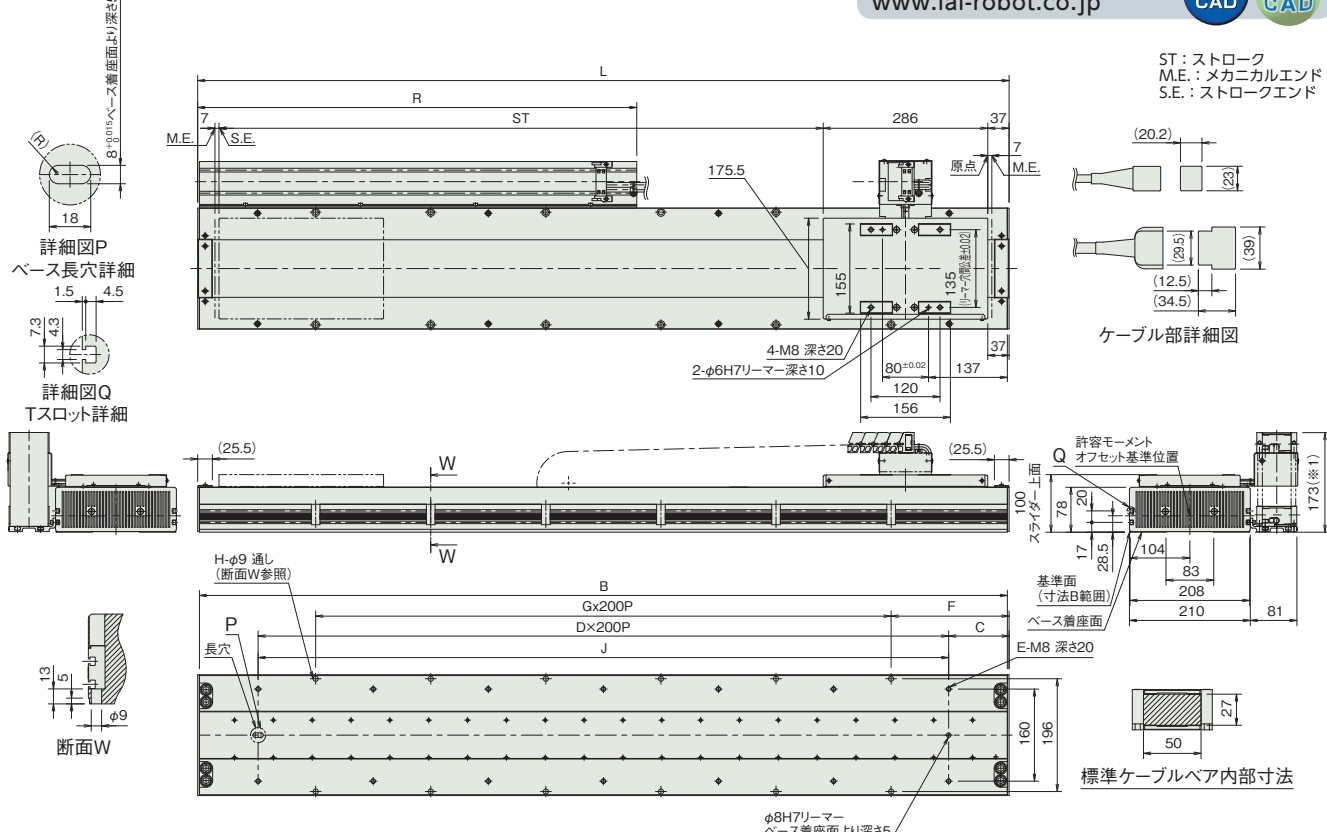 www.iai-robot.co.jp
CAD
CAD
ST：ストローク
M.E.：メカニカルエンド
S.E.：ストロークエンド
L
R
7
ST
286
37
M.E.
S.E.
7
原点
M.E.
175.5
155
135
(リーマー穴間公差±0.02)
37
4-M8 深さ20
2-φ6H7リーマー深さ10
80±0.02
137
120
156
8+0.015 0 ベース着座面より深さ5
(R)
18
詳細図P
ベース長穴詳細
1.5
4.5
7.3
4.3
詳細図Q
Tスロット詳細
(20.2)
(23)
(29.5)
(39)
(12.5)
(34.5)
ケーブル部詳細図
(25.5)
W
W
(25.5)
100
スライダー上面
Q
許容モーメント
オフセット基準位置
78
20
17
28.5
104
83
208
210
81
173(※1)
基準面
(寸法B範囲)
ベース着座面
H-φ9 通し
(断面W参照)
B
Gx200P
F
D×200P
C
J
P
長穴
E-M8 深さ20
160
196
φ8H7リーマー
ベース着座面より深さ5
13
5
φ9
断面W
27
50
標準ケーブルベア内部寸法